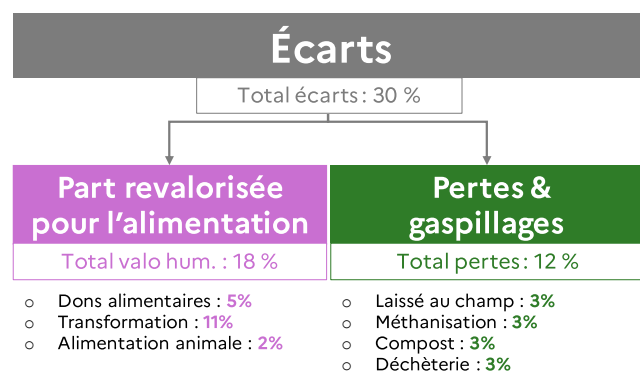 Écarts
Total écarts : 30 %
Part revalorisée
pour l'alimentation
Total valo hum. : 18 %
o Dons alimentaires : 5%
o Transformation : 11%
o Alimentation animale : 2%
Pertes &
gaspillages
Total pertes : 12 %
o Laissé au champ : 3%
o Méthanisation : 3%
o Compost : 3%
o Déchèterie : 3%